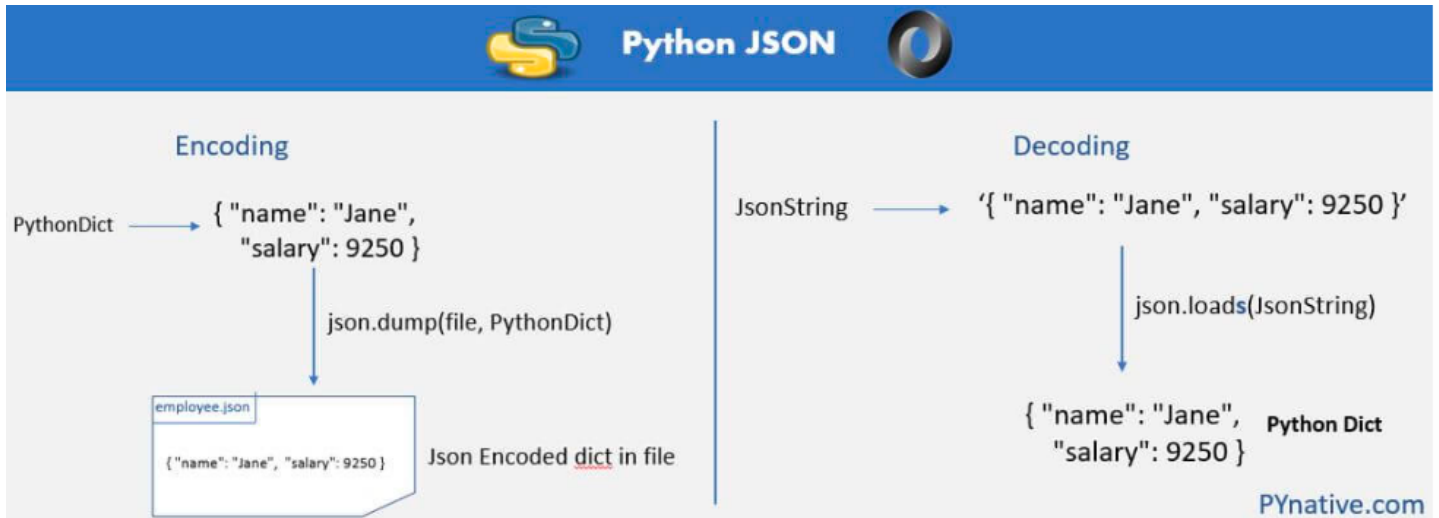 Python JSON
Encoding
PythonDict
{ "name": "Jane",
"salary": 9250 }
json.dump(file, PythonDict)
employee.json
{ "name": "Jane", "salary": 9250 }
Json Encoded dict in file
Decoding
JsonString
‘{ "name": "Jane", "salary": 9250 }’
json.loads(JsonString)
{ "name": "Jane",
"salary": 9250 }
Python Dict
PYnative.com